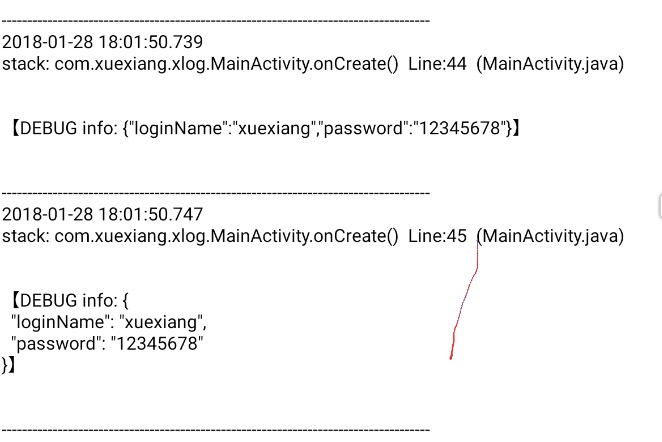 --------------------------------------------------------------------------------------
2018-01-28 18:01:50.739
stack: com.xuexiang.xlog.MainActivity.onCreate()  Line:44  (MainActivity.java)
【DEBUG info: {"loginName":"xuexiang","password":"12345678"}】
--------------------------------------------------------------------------------------
2018-01-28 18:01:50.747
stack: com.xuexiang.xlog.MainActivity.onCreate()  Line:45  (MainActivity.java)
【DEBUG info: {
"loginName": "xuexiang",
"password": "12345678"
}】
--------------------------------------------------------------------------------------